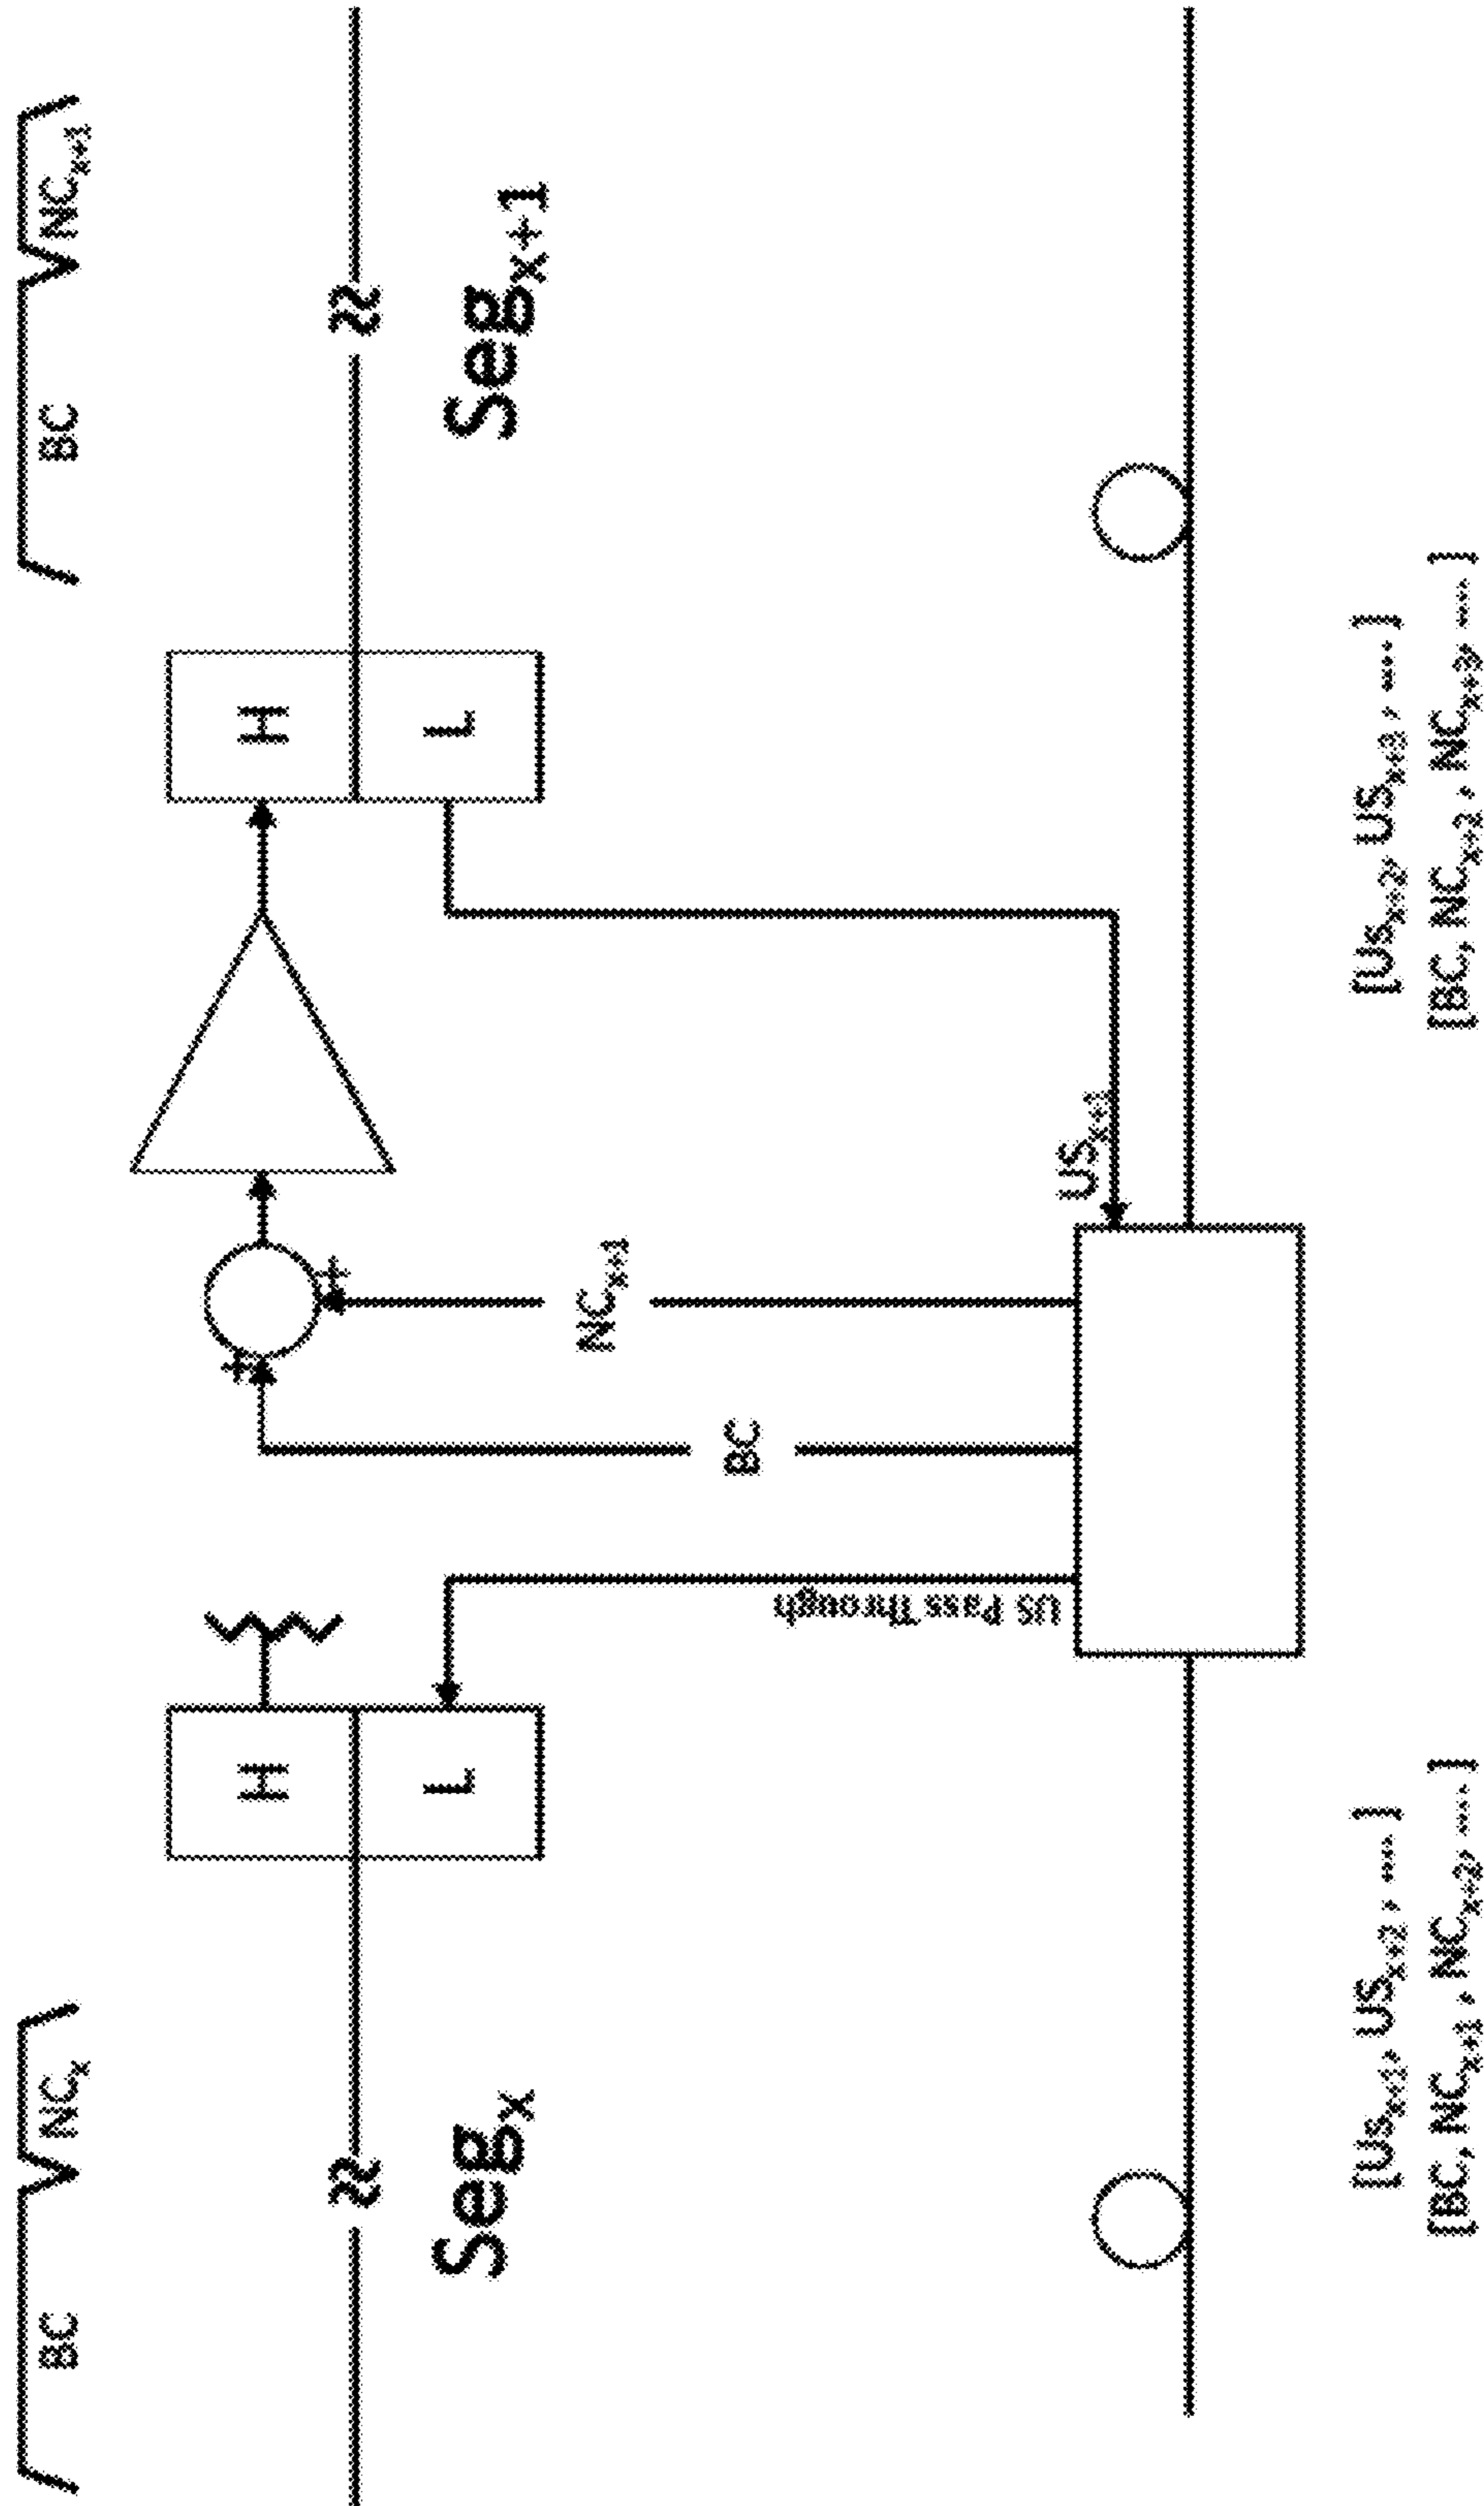 BC NCₓ
BC NCₓ₊₁
H
H
L
L
Segₓ
Segₓ₊₁
NCₓ₊₁
BC
US Pass Through
USₓ₊₁
[Usₓ₊₁, USₓ₊₂, ---- ]
[BC, NCₓ₊₁, NCₓ₊₂, ---- ]
[Usₓ₊₂, USₓ₊₃, ---- ]
[BC, NCₓ₊₂, NCₓ₊₃, ---- ]